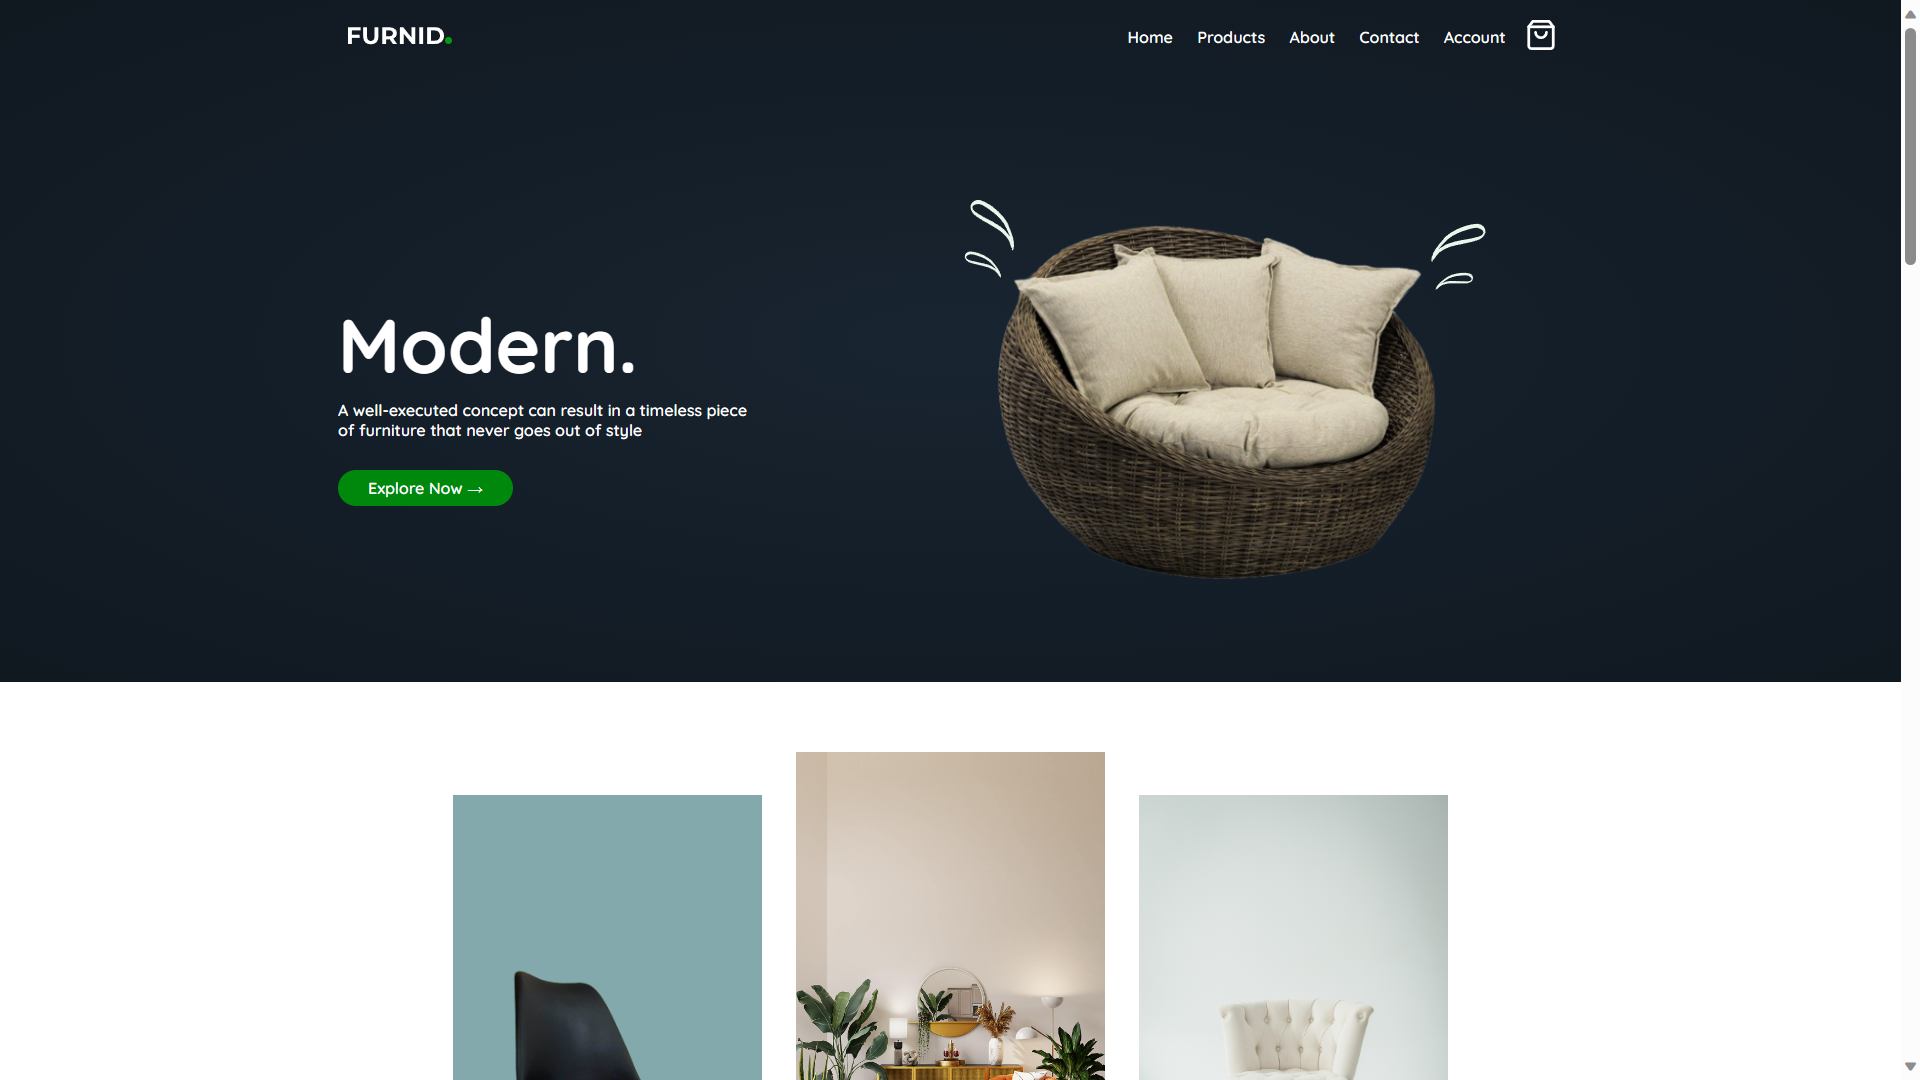 FURNID.
Home Products About Contact Account
Modern.
A well-executed concept can result in a timeless piece
of furniture that never goes out of style
Explore Now →